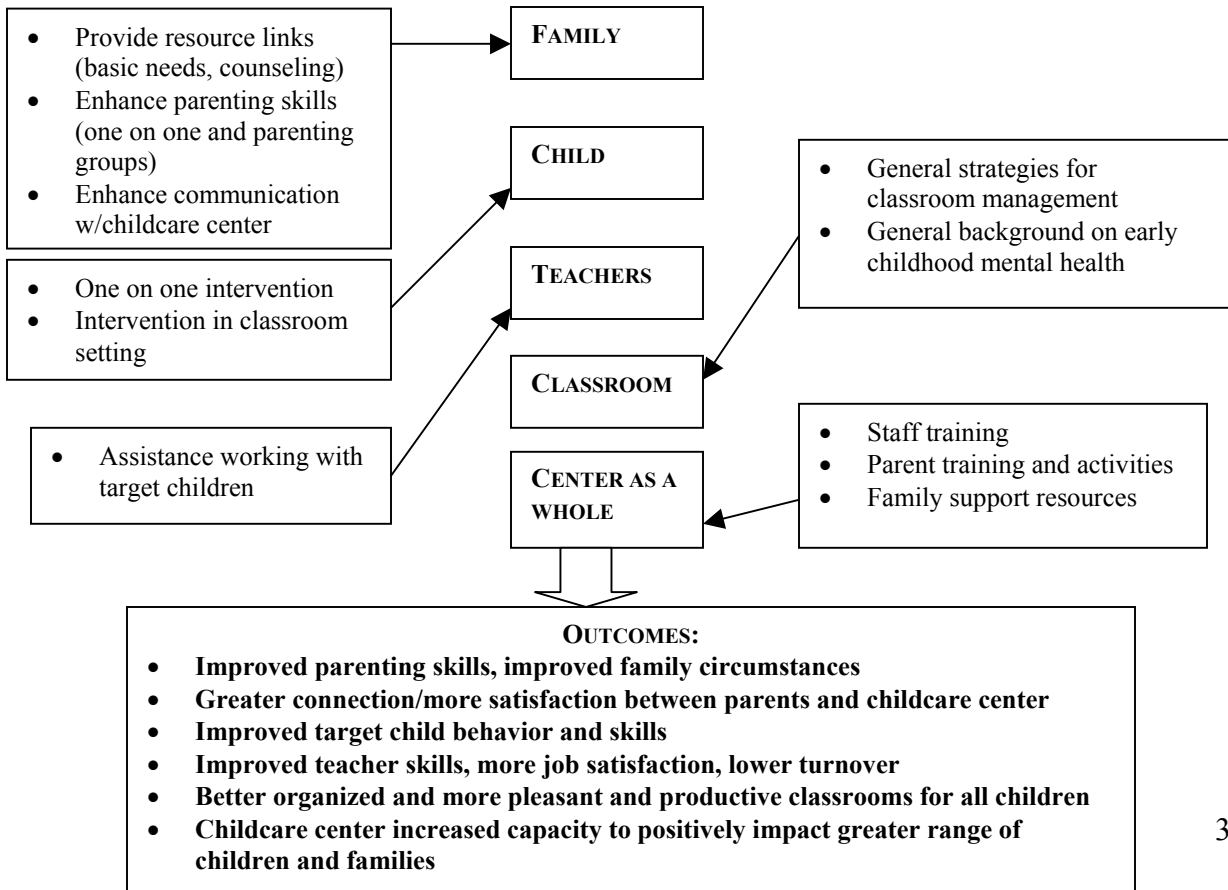 • Provide resource links
(basic needs, counseling)
• Enhance parenting skills
(one on one and parenting
groups)
• Enhance communication
w/childcare center
FAMILY
• One on one intervention
• Intervention in classroom
setting
CHILD
• Assistance working with
target children
TEACHERS
• General strategies for
classroom management
• General background on early
childhood mental health
CLASSROOM
• Staff training
• Parent training and activities
• Family support resources
CENTER AS A
WHOLE
OUTCOMES:
• Improved parenting skills, improved family circumstances
• Greater connection/more satisfaction between parents and childcare center
• Improved target child behavior and skills
• Improved teacher skills, more job satisfaction, lower turnover
• Better organized and more pleasant and productive classrooms for all children
• Childcare center increased capacity to positively impact greater range of
children and families
3